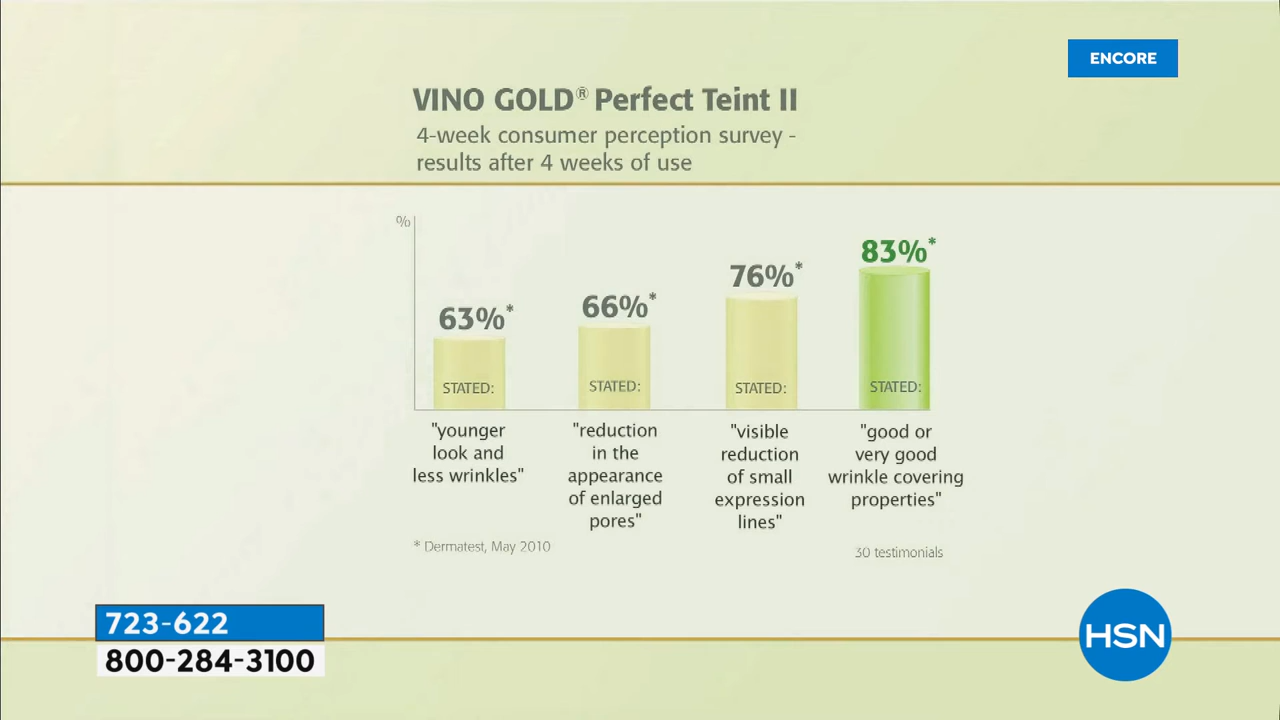 ENCORE
VINO GOLD® Perfect Teint II
4-week consumer perception survey -
results after 4 weeks of use
%
63%*
66%*
76%*
83%*
STATED:
STATED:
STATED:
STATED:
"younger
look and
less wrinkles"
"reduction
in the
appearance
of enlarged
pores"
"visible
reduction
of small
expression
lines"
"good or
very good
wrinkle covering
properties"
* Dermatest, May 2010
30 testimonials
723-622
800-284-3100
HSN